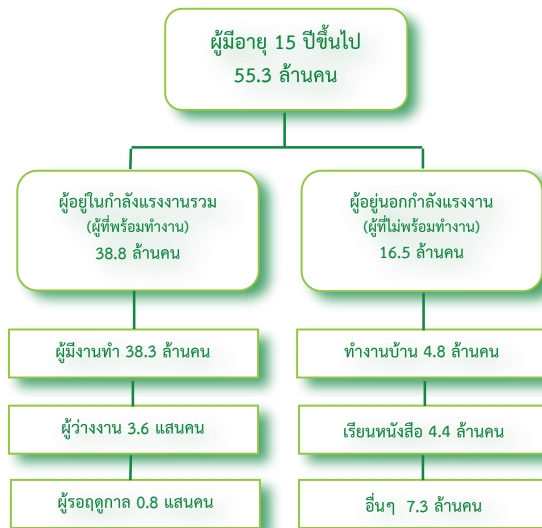 ผู้มีอายุ 15 ปีขึ้นไป
55.3 ล้านคน
ผู้อยู่ในกำลังแรงงานรวม
(ผู้ที่พร้อมทำงาน)
38.8 ล้านคน
ผู้อยู่นอกกำลังแรงงาน
(ผู้ที่ไม่พร้อมทำงาน)
16.5 ล้านคน
ผู้มีงานทำ 38.3 ล้านคน
ทำงานบ้าน 4.8 ล้านคน
ผู้ว่างงาน 3.6 แสนคน
เรียนหนังสือ 4.4 ล้านคน
ผู้รอฤดูกาล 0.8 แสนคน
อื่นๆ 7.3 ล้านคน